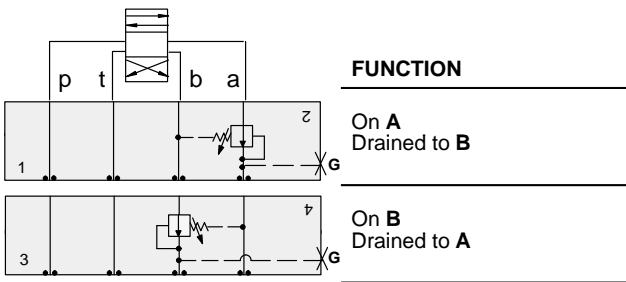 p t b a
FUNCTION
2
On A
Drained to B
1
G
4
On B
Drained to A
3
G